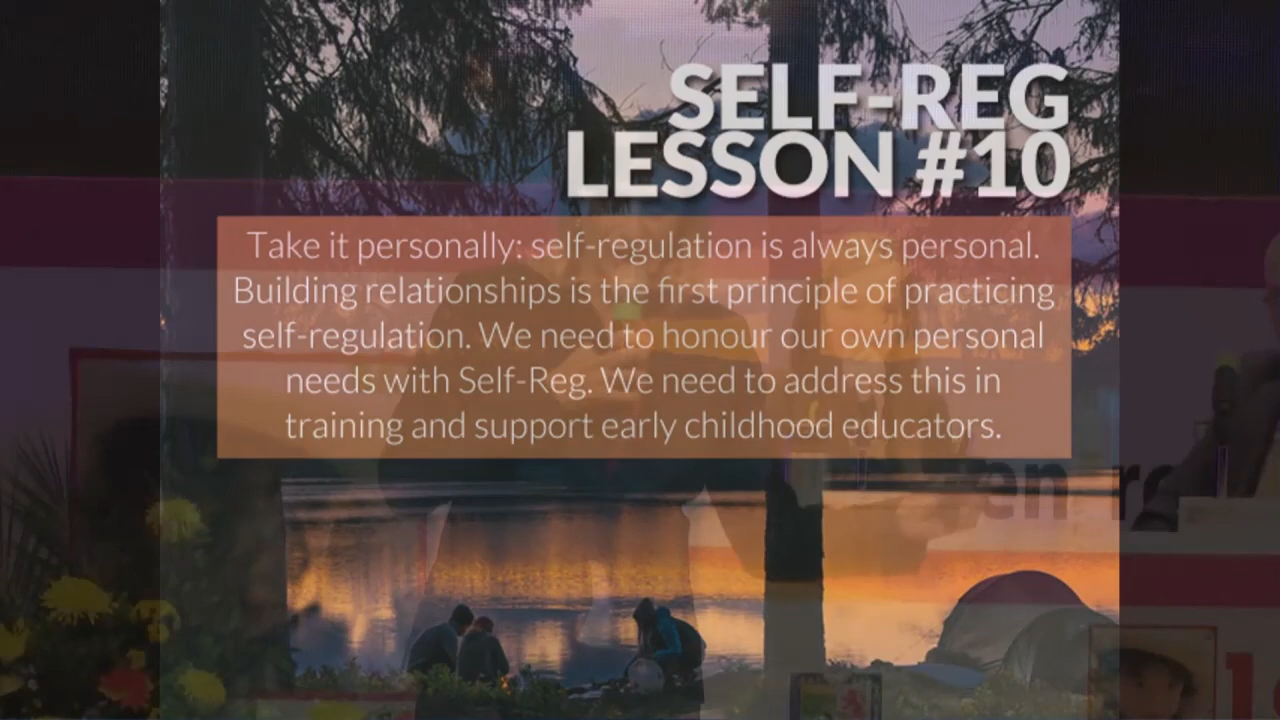 SELF-REG
LESSON #10
Take it personally: self-regulation is always personal.
Building relationships is the first principle of practicing
self-regulation. We need to honour our own personal
needs with Self-Reg. We need to address this in
training and support early childhood educators.